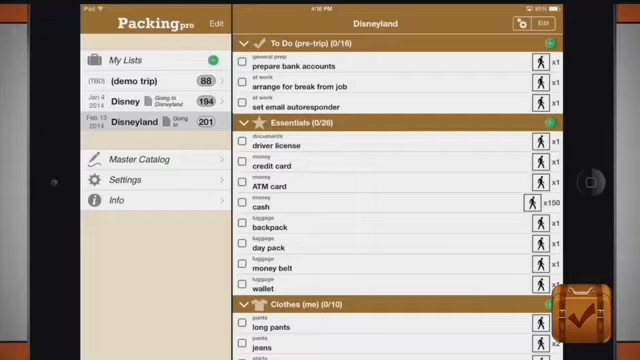 iPad
4:16 PM
85%
Packing pro
Edit
Disneyland
Edit
My Lists
(TBD)
(demo trip)
88
Jan 4
2014
Disney
Going to
Disneyland
194
Feb. 13
2014
Disneyland
Going
to
201
Master Catalog
Settings
Info
To Do (pre-trip) (0/16)
general prep
prepare bank accounts
x1
at work
arrange for break from job
x1
at work
set email autoresponder
x1
Essentials (0/26)
documents
driver license
x1
money
credit card
x1
money
ATM card
x1
money
cash
x150
luggage
backpack
x1
luggage
day pack
x1
luggage
money belt
x1
luggage
wallet
x1
Clothes (me) (0/10)
pants
long pants
x1
pants
jeans
x2
shirts